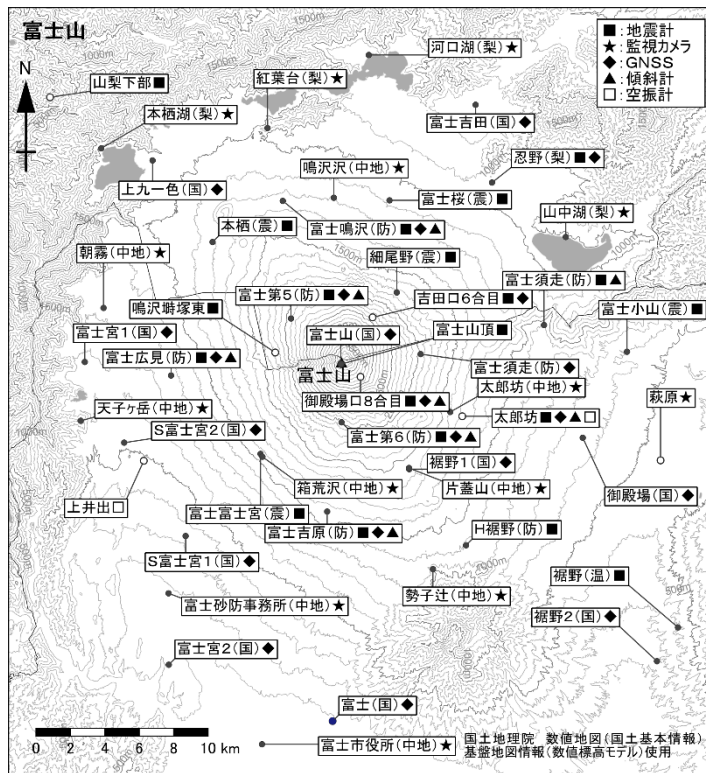 富士山
N
■:地震計
★:監視カメラ
◆:GNSS
▲:傾斜計
□:空振計
河口湖(梨)★
紅葉台(梨)★
山梨下部■
本栖湖(梨)★
富士吉田(国)◆
忍野(梨)■◆
鳴沢沢(中地)★
上九一色(国)◆
富士桜(震)■
山中湖(梨)★
本栖(震)■
富士鳴沢(防)■◆▲
朝霧(中地)★
細尾野(震)■
富士須走(防)■▲
鳴沢塒塚東■
富士第5(防)■◆▲
吉田口6合目■◆
富士小山(震)■
富士宮1(国)◆
富士山(国)◆
富士山頂■
富士広見(防)■◆▲
富士山
富士須走(防)◆
太郎坊(中地)★
御殿場口8合目■◆▲
萩原★
天子ヶ岳(中地)★
太郎坊■◆▲□
S富士宮2(国)◆
富士第6(防)■◆▲
裾野1(国)◆
箱荒沢(中地)★
片蓋山(中地)★
御殿場(国)◆
上井出□
富士富士宮(震)■
富士吉原(防)■◆▲
H裾野(防)■
S富士宮1(国)◆
裾野(温)■
勢子辻(中地)★
富士砂防事務所(中地)★
裾野2(国)◆
富士宮2(国)◆
富士(国)◆
富士市役所(中地)★
0 2 4 6 8 10 km
国土地理院 数値地図(国土基本情報)
基盤地図情報(数値標高モデル)使用
1000m
1500m
1500m
1000m